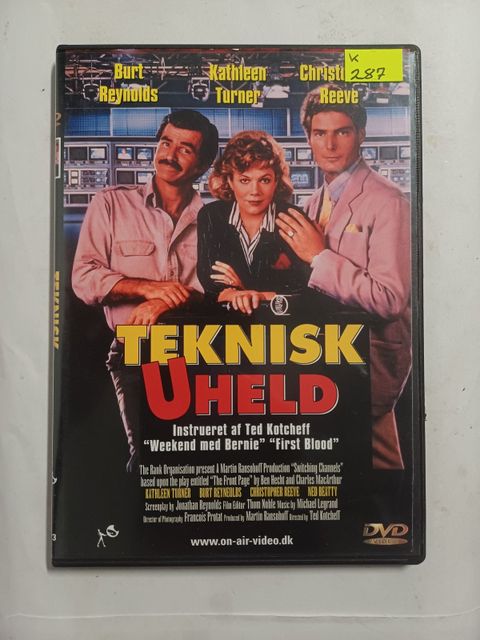 Burt Reynolds
Kathleen Turner
Reeve
K
287
TEKNISK
UHELD
Instrueret af Ted Kotcheff
"Weekend med Bernie" "First Blood"
The Rank Organisation present A Martin Ransohoff Production "Switching Channels"
based upon the play entitled "The Front Page" by Ben Hecht and Charles MacArthur
KATHLEEN TURNER BURT REYNEOLDS CHRISTOPHER REEVE NED BEATTY
Screenplay by Jonathan Reynolds Film Editor Thom Noble Music by Michael Legrand
Director of Photography Francois Protat Produced by Martin Ransohoff Directed by Ted Kotcheff
www.on-air-video.dk
DVD
VIDEO
TEKNISK
3